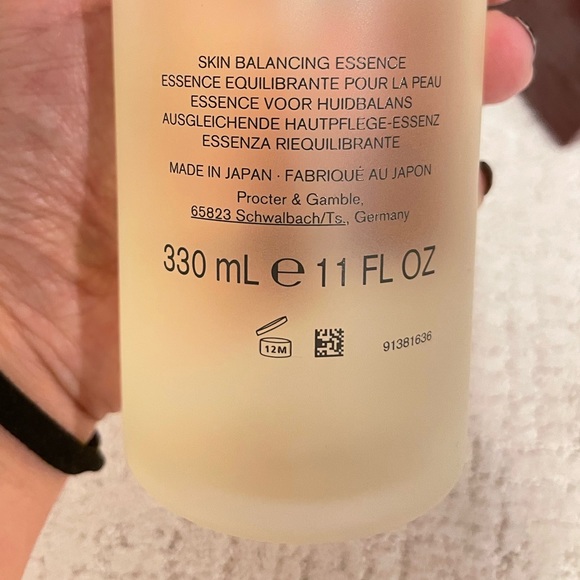 SKIN BALANCING ESSENCE
ESSENCE EQUILIBRANTE POUR LA PEAU
ESSENCE VOOR HUIDBALANS
AUSGLEICHENDE HAUTPFLEGE-ESSENZ
ESSENZA RIEQUILIBRANTE
MADE IN JAPAN · FABRIQUÉ AU JAPON
Procter & Gamble,
65823 Schwalbach/Ts., Germany
330 mL ℮ 11 FL OZ
12M
91381636